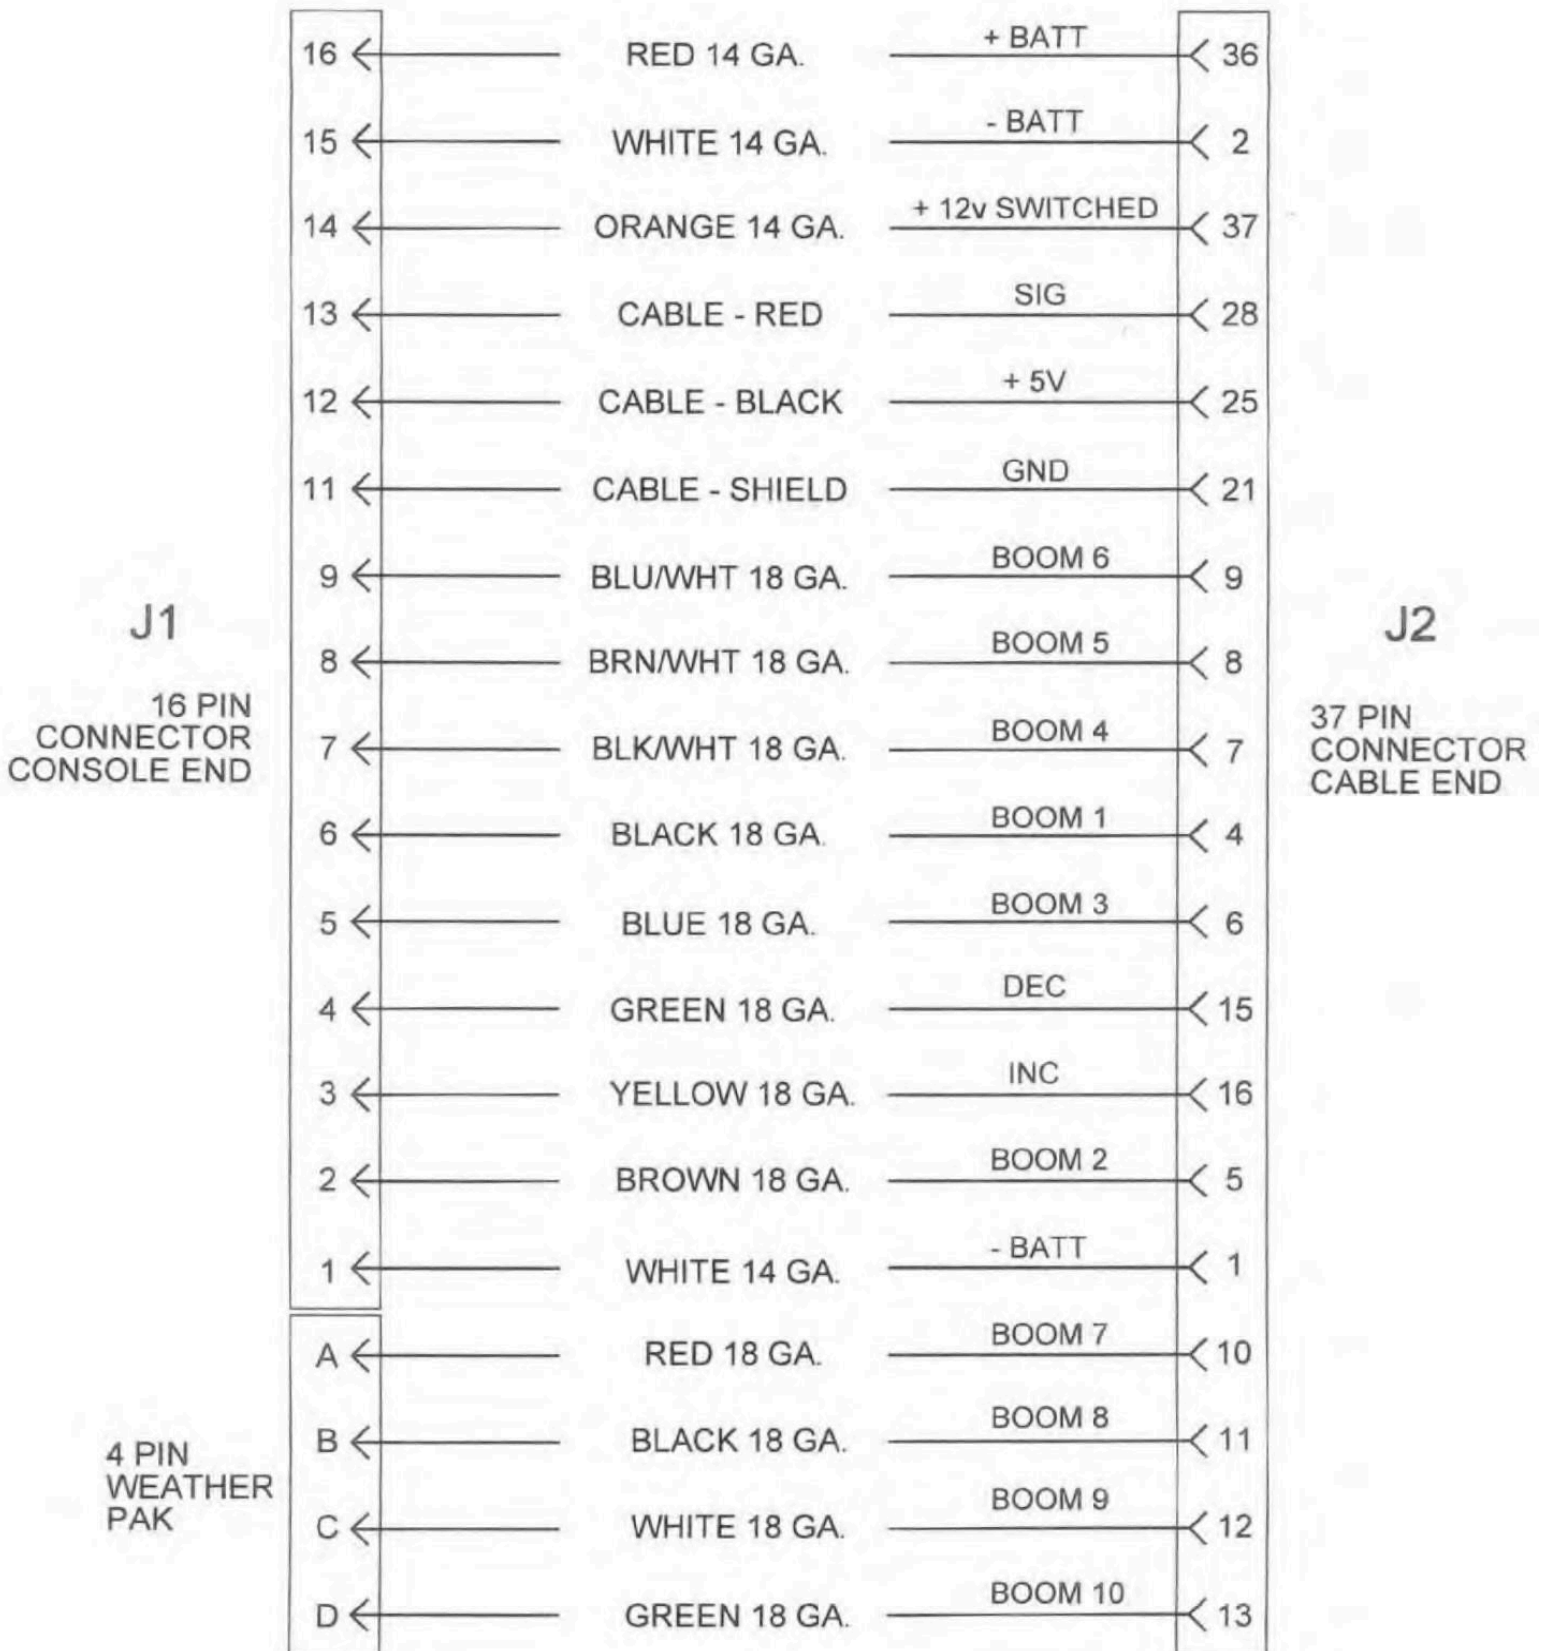 16 RED 14 GA. + BATT 36
15 WHITE 14 GA. - BATT 2
14 ORANGE 14 GA. + 12v SWITCHED 37
13 CABLE - RED SIG 28
12 CABLE - BLACK + 5V 25
11 CABLE - SHIELD GND 21
9 BLU/WHT 18 GA. BOOM 6 9
8 BRN/WHT 18 GA. BOOM 5 8
7 BLK/WHT 18 GA. BOOM 4 7
6 BLACK 18 GA. BOOM 1 4
5 BLUE 18 GA. BOOM 3 6
4 GREEN 18 GA. DEC 15
3 YELLOW 18 GA. INC 16
2 BROWN 18 GA. BOOM 2 5
1 WHITE 14 GA. - BATT 1
A RED 18 GA. BOOM 7 10
B BLACK 18 GA. BOOM 8 11
C WHITE 18 GA. BOOM 9 12
D GREEN 18 GA. BOOM 10 13
J1
16 PIN
CONNECTOR
CONSOLE END
4 PIN
WEATHER
PAK
J2
37 PIN
CONNECTOR
CABLE END